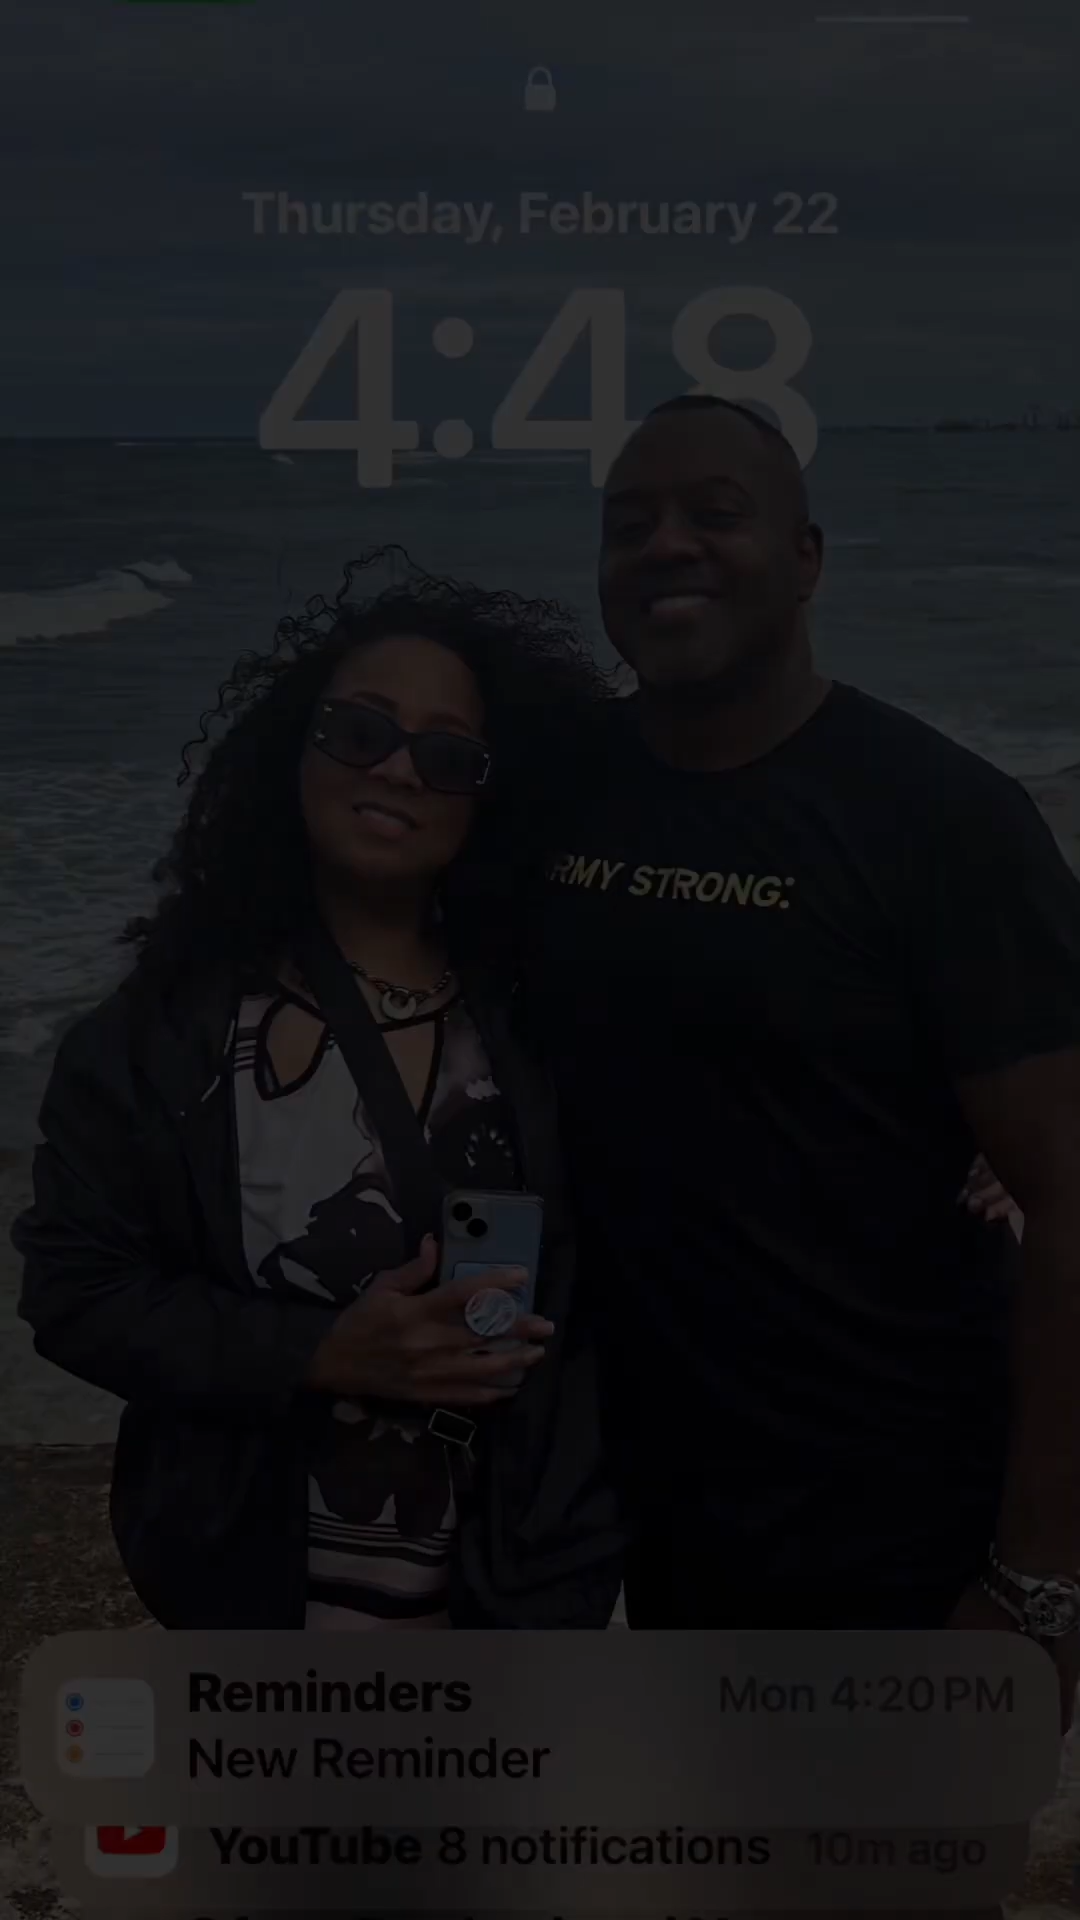 Thursday, February 22
4:48
RMY STRONG:
Reminders
Mon 4:20 PM
New Reminder
YouTube 8 notifications
10m ago